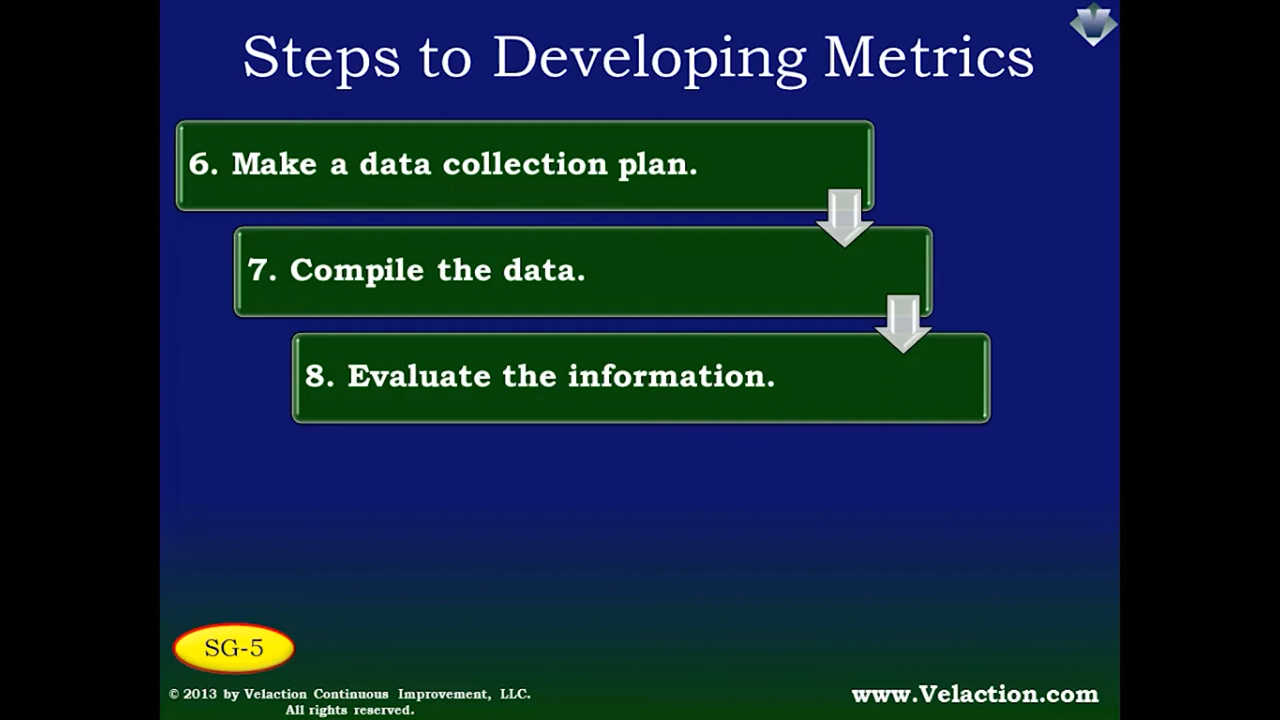 Steps to Developing Metrics
6. Make a data collection plan.
7. Compile the data.
8. Evaluate the information.
SG-5
© 2013 by Velaction Continuous Improvement, LLC.
All rights reserved.
www.Velaction.com